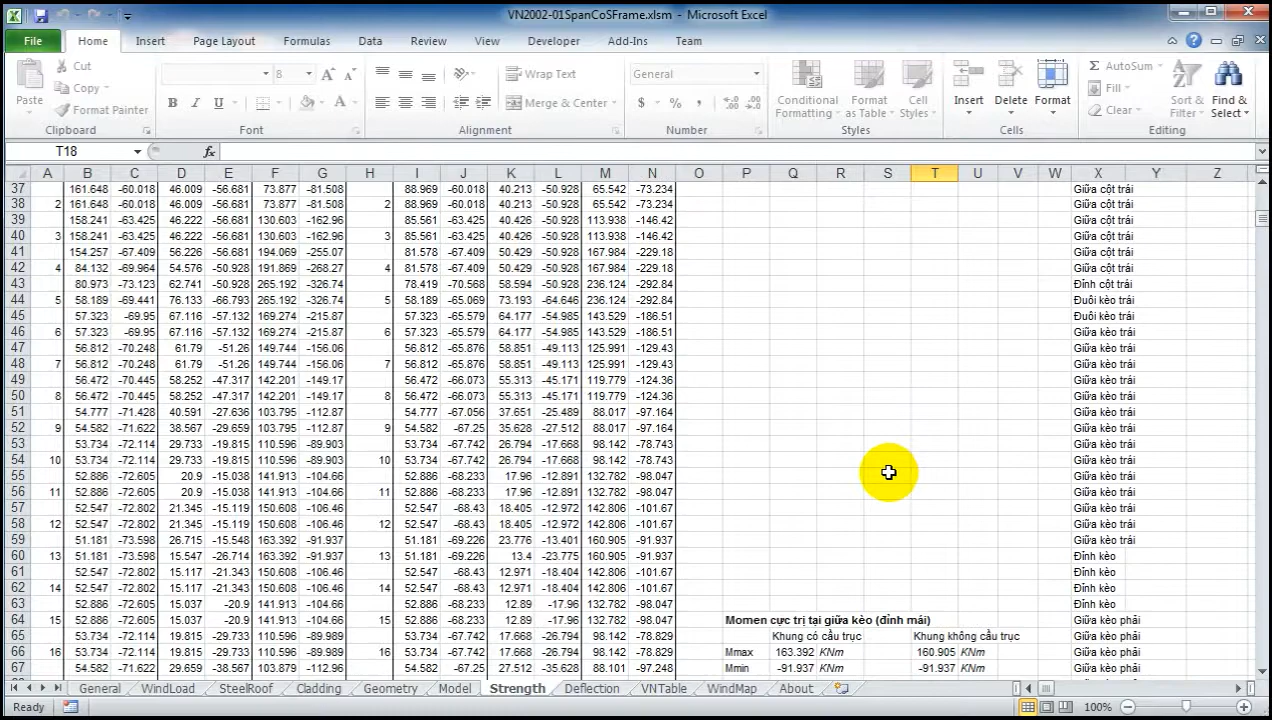 VN2002-01SpanCoSFrame.xlsm - Microsoft Excel
File Home Insert Page Layout Formulas Data Review View Developer Add-Ins Team
Cut 8 Wrap Text General AutoSum
Paste Copy Conditional Format Cell Insert Delete Format Fill Sort & Find &
Format Painter Merge & Center $ % , Formatting as Table Styles Clear Filter Select
Clipboard Font Alignment Number Styles Cells Editing
T18 fx
A B C D E F G H I J K L M N O P Q R S T U V W X Y Z
37 161.648 -60.018 46.009 -56.681 73.877 -81.508 88.969 -60.018 40.213 -50.928 65.542 -73.234 Giữa cột trái
38 2 161.648 -60.018 46.009 -56.681 73.877 -81.508 2 88.969 -60.018 40.213 -50.928 65.542 -73.234 Giữa cột trái
39 158.241 -63.425 46.222 -56.681 130.603 -162.96 85.561 -63.425 40.426 -50.928 113.938 -146.42 Giữa cột trái
40 3 158.241 -63.425 46.222 -56.681 130.603 -162.96 3 85.561 -63.425 40.426 -50.928 113.938 -146.42 Giữa cột trái
41 154.257 -67.409 56.226 -56.681 194.069 -255.07 81.578 -67.409 50.429 -50.928 167.984 -229.18 Giữa cột trái
42 4 84.132 -69.964 54.576 -50.928 191.869 -268.27 4 81.578 -67.409 50.429 -50.928 167.984 -229.18 Giữa cột trái
43 80.973 -73.123 62.741 -50.928 265.192 -326.74 78.419 -70.568 58.594 -50.928 236.124 -292.84 Đỉnh cột trái
44 5 58.189 -69.441 76.133 -66.793 265.192 -326.74 5 58.189 -65.069 73.193 -64.646 236.124 -292.84 Đuôi kèo trái
45 57.323 -69.95 67.116 -57.132 169.274 -215.87 57.323 -65.579 64.177 -54.985 143.529 -186.51 Đuôi kèo trái
46 6 57.323 -69.95 67.116 -57.132 169.274 -215.87 6 57.323 -65.579 64.177 -54.985 143.529 -186.51 Giữa kèo trái
47 56.812 -70.248 61.79 -51.26 149.744 -156.06 56.812 -65.876 58.851 -49.113 125.991 -129.43 Giữa kèo trái
48 7 56.812 -70.248 61.79 -51.26 149.744 -156.06 7 56.812 -65.876 58.851 -49.113 125.991 -129.43 Giữa kèo trái
49 56.472 -70.445 58.252 -47.317 142.201 -149.17 56.472 -66.073 55.313 -45.171 119.779 -124.36 Giữa kèo trái
50 8 56.472 -70.445 58.252 -47.317 142.201 -149.17 8 56.472 -66.073 55.313 -45.171 119.779 -124.36 Giữa kèo trái
51 54.777 -71.428 40.591 -27.636 103.795 -112.87 54.777 -67.056 37.651 -25.489 88.017 -97.164 Giữa kèo trái
52 9 54.582 -71.622 38.567 -29.659 103.795 -112.87 9 54.582 -67.25 35.628 -27.512 88.017 -97.164 Giữa kèo trái
53 53.734 -72.114 29.733 -19.815 110.596 -89.903 53.734 -67.742 26.794 -17.668 98.142 -78.743 Giữa kèo trái
54 10 53.734 -72.114 29.733 -19.815 110.596 -89.903 10 53.734 -67.742 26.794 -17.668 98.142 -78.743 Giữa kèo trái
55 52.886 -72.605 20.9 -15.038 141.913 -104.66 52.886 -68.233 17.96 -12.891 132.782 -98.047 Giữa kèo trái
56 11 52.886 -72.605 20.9 -15.038 141.913 -104.66 11 52.886 -68.233 17.96 -12.891 132.782 -98.047 Giữa kèo trái
57 52.547 -72.802 21.345 -15.119 150.608 -106.46 52.547 -68.43 18.405 -12.972 142.806 -101.67 Giữa kèo trái
58 12 52.547 -72.802 21.345 -15.119 150.608 -106.46 12 52.547 -68.43 18.405 -12.972 142.806 -101.67 Giữa kèo trái
59 51.181 -73.598 26.715 -15.548 163.392 -91.937 51.181 -69.226 23.776 -13.401 160.905 -91.937 Giữa kèo trái
60 13 51.181 -73.598 15.547 -26.714 163.392 -91.937 13 51.181 -69.226 13.4 -23.775 160.905 -91.937 Đỉnh kèo
61 52.547 -72.802 15.117 -21.343 150.608 -106.46 52.547 -68.43 12.971 -18.404 142.806 -101.67 Đỉnh kèo
62 14 52.547 -72.802 15.117 -21.343 150.608 -106.46 14 52.547 -68.43 12.971 -18.404 142.806 -101.67 Đỉnh kèo
63 52.886 -72.605 15.037 -20.9 141.913 -104.66 52.886 -68.233 12.89 -17.96 132.782 -98.047 Đỉnh kèo
64 15 52.886 -72.605 15.037 -20.9 141.913 -104.66 15 52.886 -68.233 12.89 -17.96 132.782 -98.047 Momen cực trị tại giữa kèo (đỉnh mái) Giữa kèo phải
65 53.734 -72.114 19.815 -29.733 110.596 -89.989 53.734 -67.742 17.668 -26.794 98.142 -78.829 Khung có cầu trục Khung không cầu trục Giữa kèo phải
66 16 53.734 -72.114 19.815 -29.733 110.596 -89.989 16 53.734 -67.742 17.668 -26.794 98.142 -78.829 Mmax 163.392 KNm 160.905 KNm Giữa kèo phải
67 54.582 -71.622 29.659 -38.567 103.879 -112.96 54.582 -67.25 27.512 -35.628 88.101 -97.248 Mmin -91.937 KNm -91.937 KNm Giữa kèo phải
General WindLoad SteelRoof Cladding Geometry Model Strength Deflection VNTable WindMap About
Ready 100%